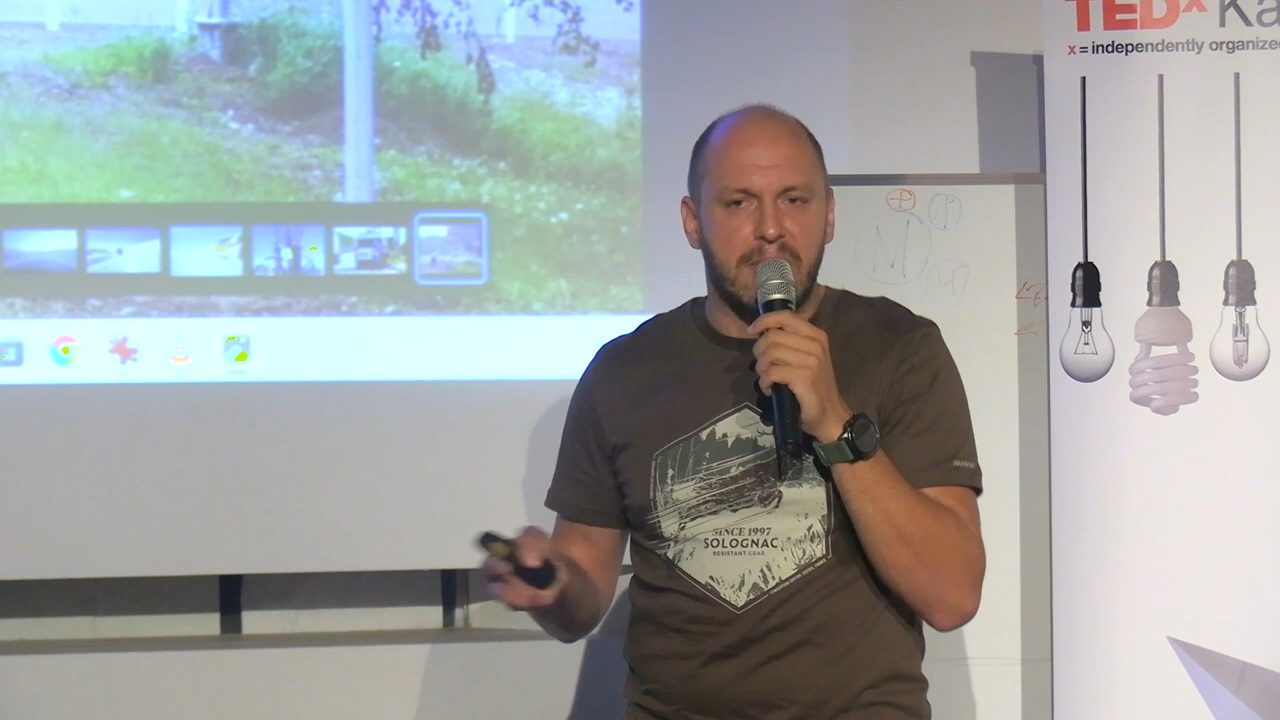 TEDx Ka
x = independently organize
M
SINCE 1997
SOLOGNAC
RESISTANT GEAR